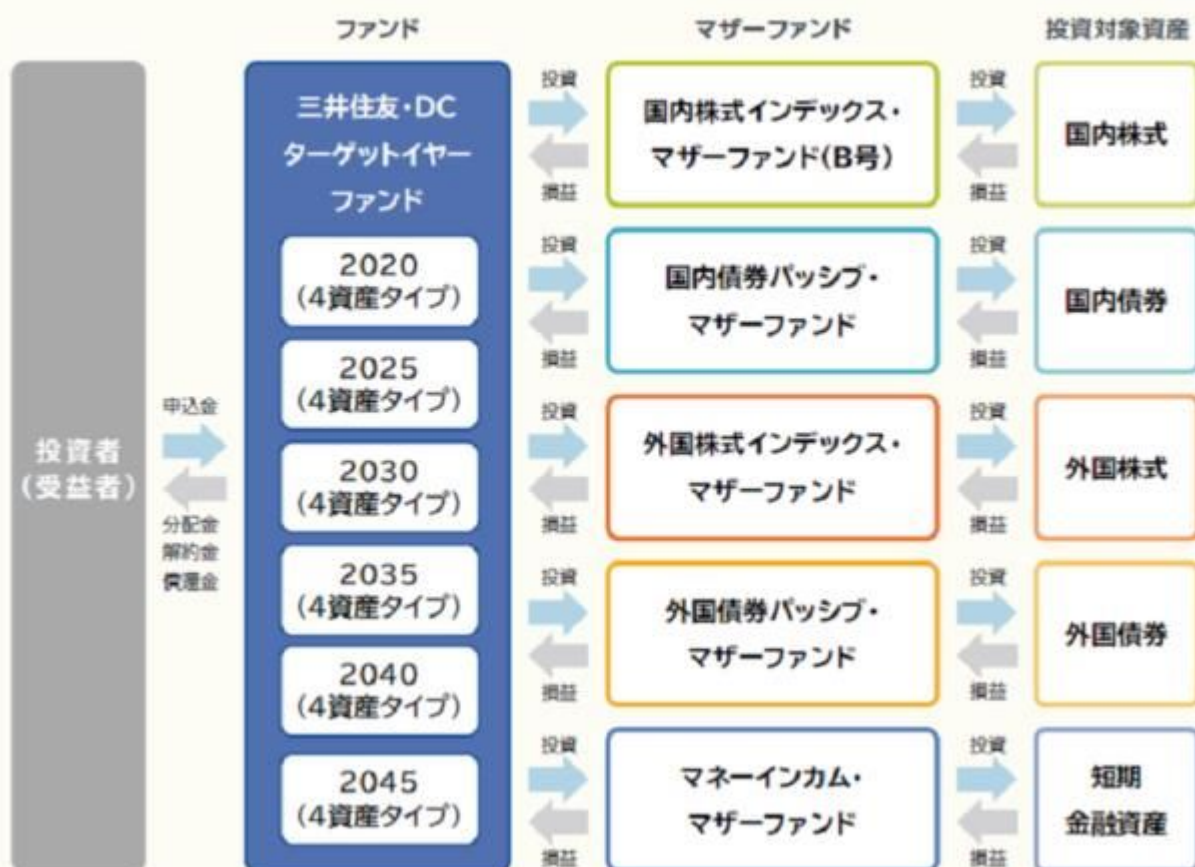 ファンド
マザーファンド
投資対象資産
投資者
(受益者)
申込金
分配金
解約金
償還金
三井住友・DC
ターゲットイヤー
ファンド
2020
(4資産タイプ)
2025
(4資産タイプ)
2030
(4資産タイプ)
2035
(4資産タイプ)
2040
(4資産タイプ)
2045
(4資産タイプ)
投資
損益
国内株式インデックス・
マザーファンド(B号)
投資
損益
国内株式
投資
損益
国内債券パッシブ・
マザーファンド
投資
損益
国内債券
投資
損益
外国株式インデックス・
マザーファンド
投資
損益
外国株式
投資
損益
外国債券パッシブ・
マザーファンド
投資
損益
外国債券
投資
損益
マネーインカム・
マザーファンド
投資
損益
短期
金融資産